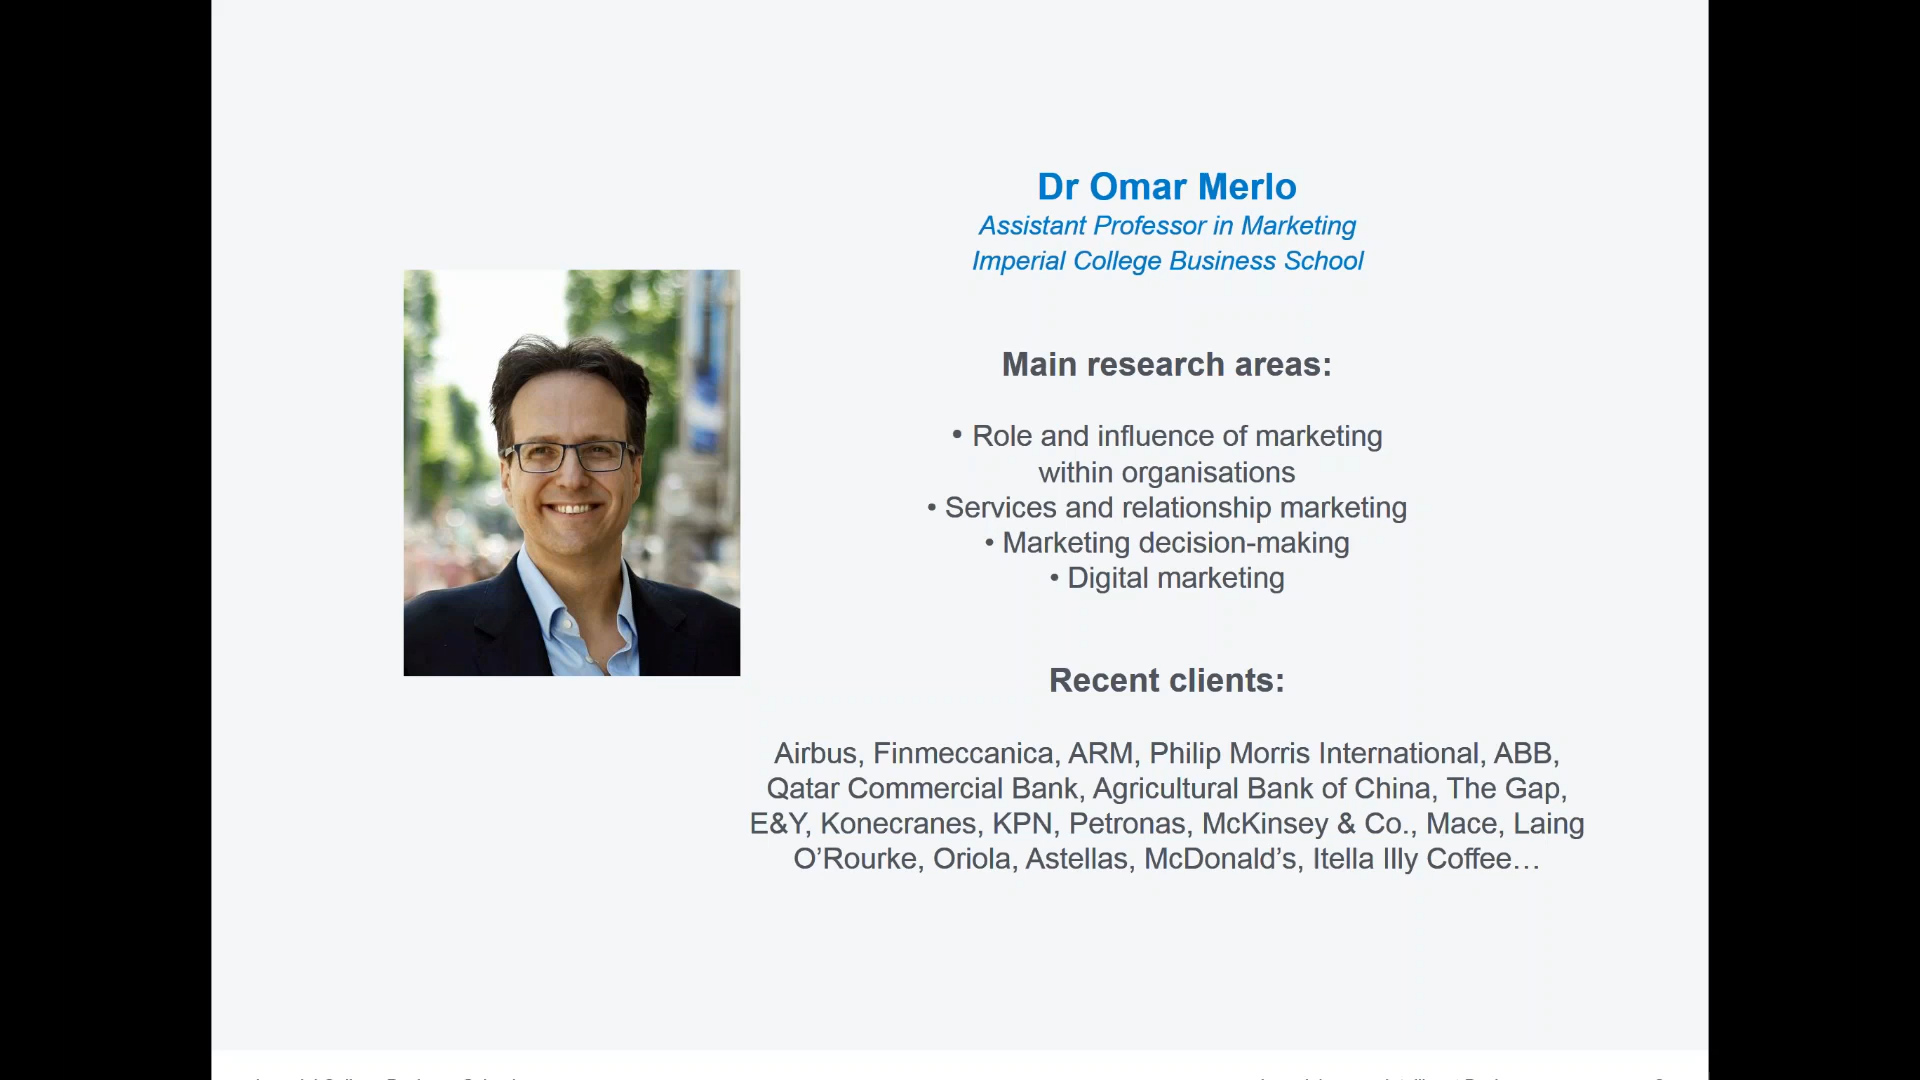 Dr Omar Merlo
Assistant Professor in Marketing
Imperial College Business School
Main research areas:
• Role and influence of marketing
within organisations
• Services and relationship marketing
• Marketing decision-making
• Digital marketing
Recent clients:
Airbus, Finmeccanica, ARM, Philip Morris International, ABB,
Qatar Commercial Bank, Agricultural Bank of China, The Gap,
E&Y, Konecranes, KPN, Petronas, McKinsey & Co., Mace, Laing
O’Rourke, Oriola, Astellas, McDonald’s, Itella Illy Coffee…